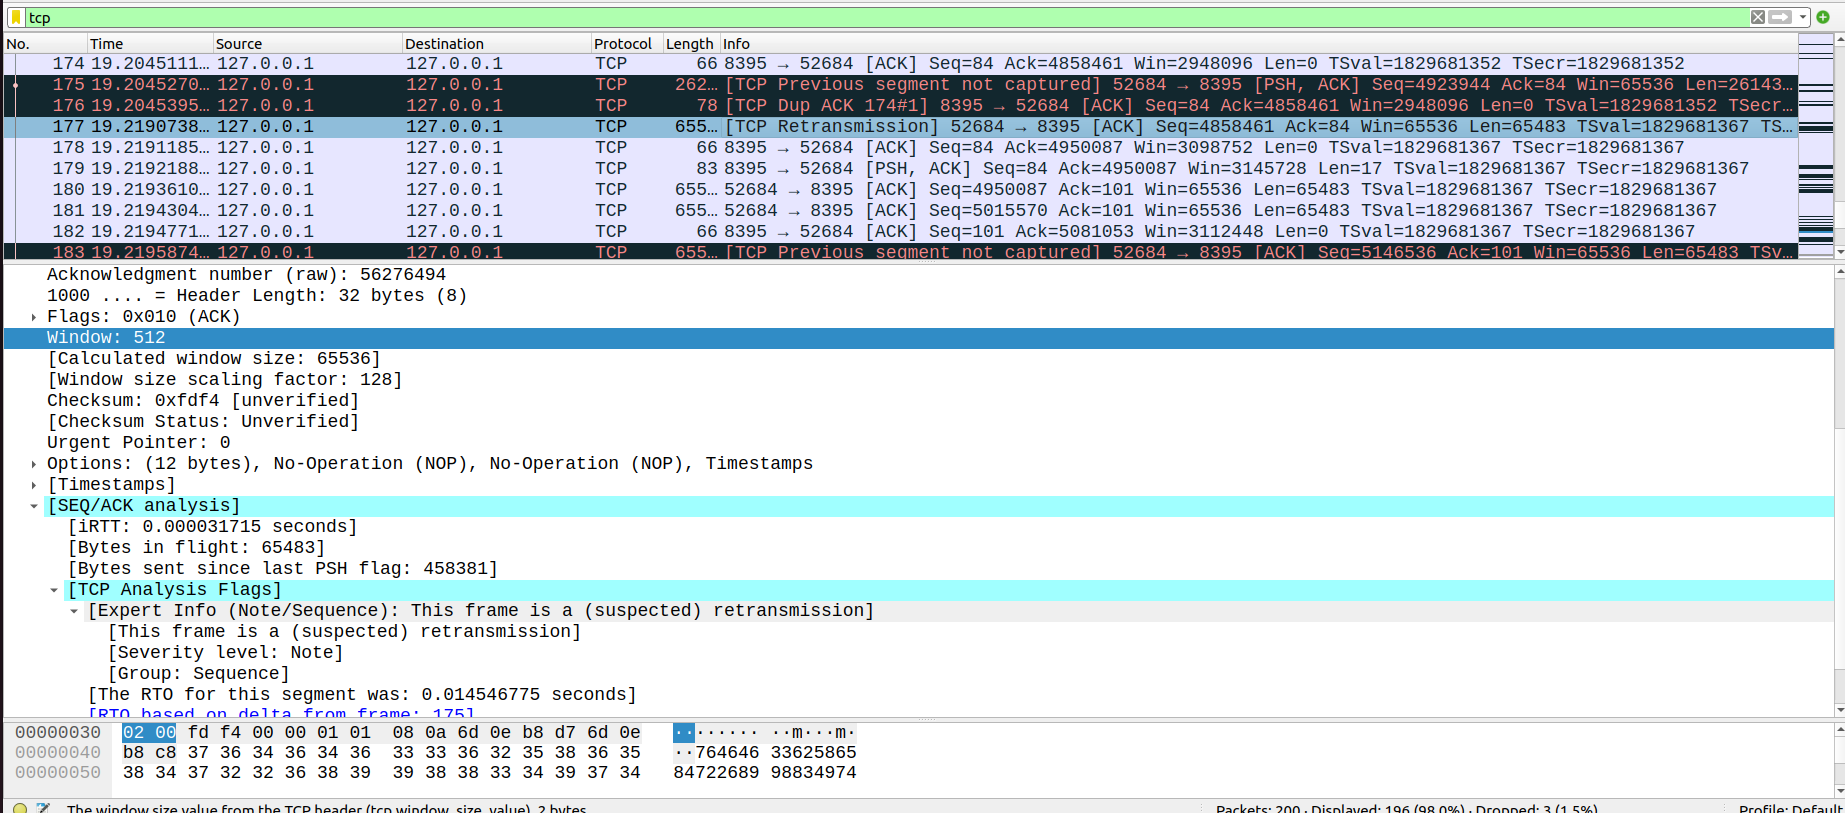 tcp
No. Time Source Destination Protocol Length Info
174 19.2045111… 127.0.0.1 127.0.0.1 TCP 66 8395 → 52684 [ACK] Seq=84 Ack=4858461 Win=2948096 Len=0 TSval=1829681352 TSecr=1829681352
175 19.2045270… 127.0.0.1 127.0.0.1 TCP 262… [TCP Previous segment not captured] 52684 → 8395 [PSH, ACK] Seq=4923944 Ack=84 Win=65536 Len=26143…
176 19.2045395… 127.0.0.1 127.0.0.1 TCP 78 [TCP Dup ACK 174#1] 8395 → 52684 [ACK] Seq=84 Ack=4858461 Win=2948096 Len=0 TSval=1829681352 TSecr…
177 19.2190738… 127.0.0.1 127.0.0.1 TCP 655… [TCP Retransmission] 52684 → 8395 [ACK] Seq=4858461 Ack=84 Win=65536 Len=65483 TSval=1829681367 TS…
178 19.2191185… 127.0.0.1 127.0.0.1 TCP 66 8395 → 52684 [ACK] Seq=84 Ack=4950087 Win=3098752 Len=0 TSval=1829681367 TSecr=1829681367
179 19.2192188… 127.0.0.1 127.0.0.1 TCP 83 8395 → 52684 [PSH, ACK] Seq=84 Ack=4950087 Win=3145728 Len=17 TSval=1829681367 TSecr=1829681367
180 19.2193610… 127.0.0.1 127.0.0.1 TCP 655… 52684 → 8395 [ACK] Seq=4950087 Ack=101 Win=65536 Len=65483 TSval=1829681367 TSecr=1829681367
181 19.2194304… 127.0.0.1 127.0.0.1 TCP 655… 52684 → 8395 [ACK] Seq=5015570 Ack=101 Win=65536 Len=65483 TSval=1829681367 TSecr=1829681367
182 19.2194771… 127.0.0.1 127.0.0.1 TCP 66 8395 → 52684 [ACK] Seq=101 Ack=5081053 Win=3112448 Len=0 TSval=1829681367 TSecr=1829681367
183 19.2195874… 127.0.0.1 127.0.0.1 TCP 655… [TCP Previous segment not captured] 52684 → 8395 [ACK] Seq=5146536 Ack=101 Win=65536 Len=65483 TSv…
Acknowledgment number (raw): 56276494
1000 .... = Header Length: 32 bytes (8)
Flags: 0x010 (ACK)
Window: 512
[Calculated window size: 65536]
[Window size scaling factor: 128]
Checksum: 0xfdf4 [unverified]
[Checksum Status: Unverified]
Urgent Pointer: 0
Options: (12 bytes), No-Operation (NOP), No-Operation (NOP), Timestamps
[Timestamps]
[SEQ/ACK analysis]
[iRTT: 0.000031715 seconds]
[Bytes in flight: 65483]
[Bytes sent since last PSH flag: 458381]
[TCP Analysis Flags]
[Expert Info (Note/Sequence): This frame is a (suspected) retransmission]
[This frame is a (suspected) retransmission]
[Severity level: Note]
[Group: Sequence]
[The RTO for this segment was: 0.014546775 seconds]
[RTO based on delta from frame: 175]
00000030 02 00 fd f4 00 00 01 01 08 0a 6d 0e b8 d7 6d 0e ········ ··m···m·
00000040 b8 c8 37 36 34 36 34 36 33 33 36 32 35 38 36 35 ··764646 33625865
00000050 38 34 37 32 32 36 38 39 39 38 38 33 34 39 37 34 84722689 98834974
The window size value from the TCP header (tcp.window_size_value), 2 bytes Packets: 200 · Displayed: 196 (98.0%) · Dropped: 3 (1.5%) Profile: Default